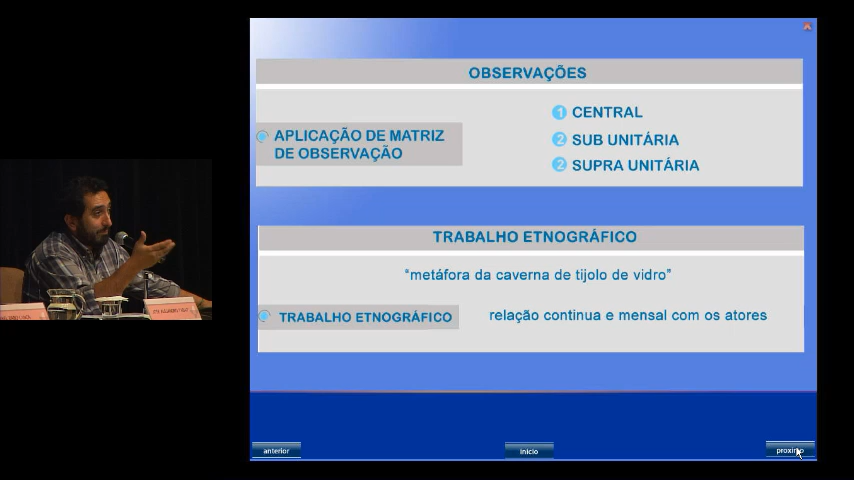 OBSERVAÇÕES
APLICAÇÃO DE MATRIZ
DE OBSERVAÇÃO
1 CENTRAL
2 SUB UNITÁRIA
2 SUPRA UNITÁRIA
TRABALHO ETNOGRÁFICO
“metáfora da caverna de tijolo de vidro”
TRABALHO ETNOGRÁFICO
relação continua e mensal com os atores
anterior
início
proximo